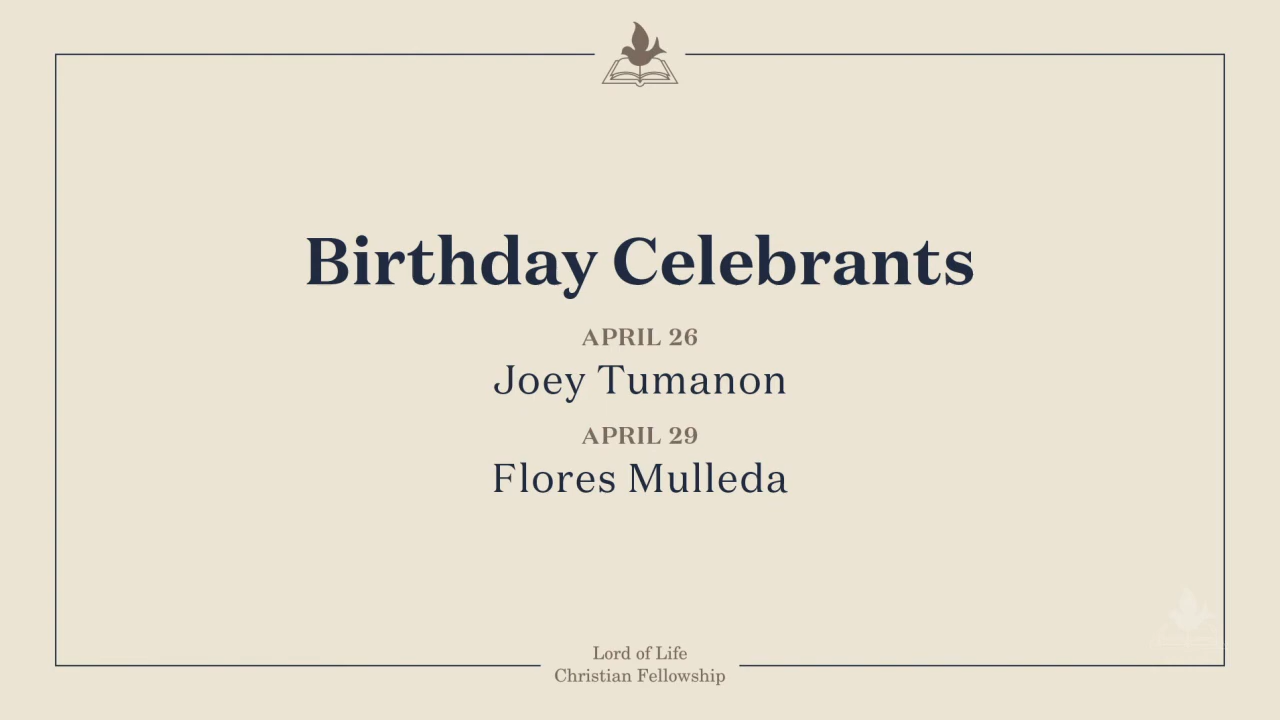 Birthday Celebrants
APRIL 26
Joey Tumanon
APRIL 29
Flores Mulleda
Lord of Life
Christian Fellowship